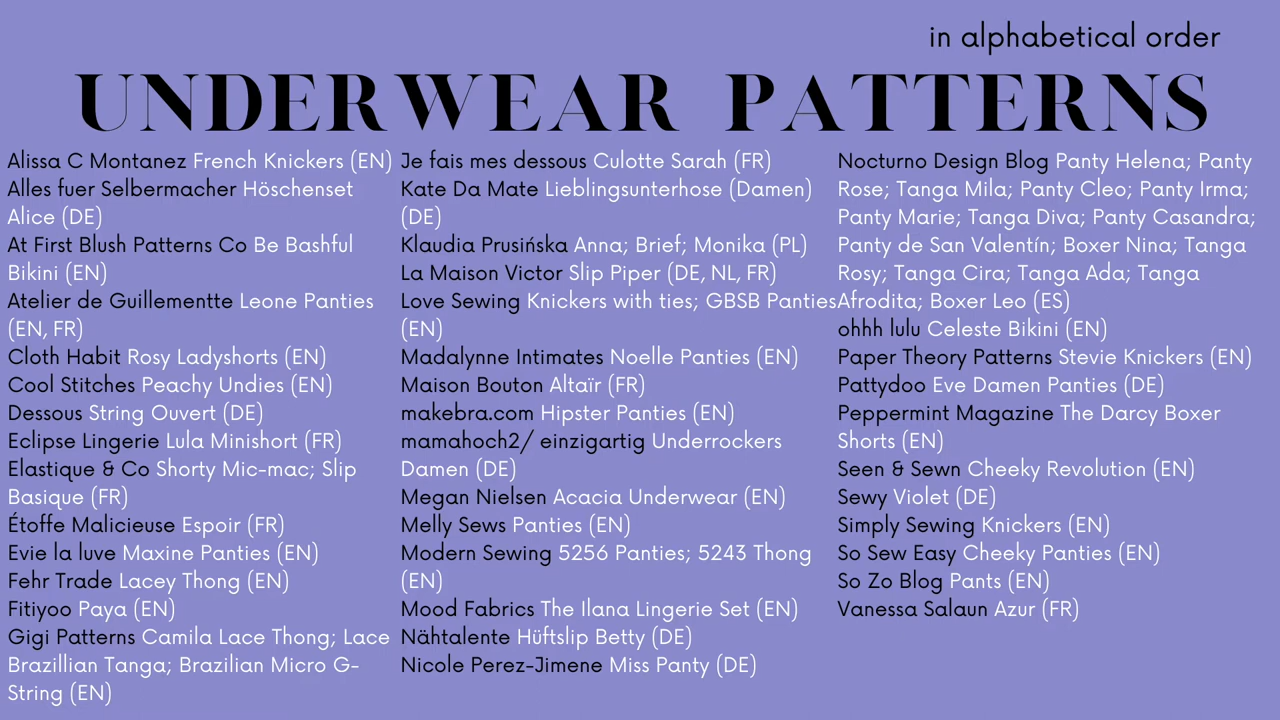 in alphabetical order
UNDERWEAR PATTERNS
Alissa C Montanez French Knickers (EN)
Alles fuer Selbermacher Höschenset
Alice (DE)
At First Blush Patterns Co Be Bashful
Bikini (EN)
Atelier de Guillementte Leone Panties
(EN, FR)
Cloth Habit Rosy Ladyshorts (EN)
Cool Stitches Peachy Undies (EN)
Dessous String Ouvert (DE)
Eclipse Lingerie Lula Minishort (FR)
Elastique & Co Shorty Mic-mac; Slip
Basique (FR)
Étoffe Malicieuse Espoir (FR)
Evie la luve Maxine Panties (EN)
Fehr Trade Lacey Thong (EN)
Fitiyoo Paya (EN)
Gigi Patterns Camila Lace Thong; Lace
Brazillian Tanga; Brazilian Micro G-
String (EN)
Je fais mes dessous Culotte Sarah (FR)
Kate Da Mate Lieblingsunterhose (Damen)
(DE)
Klaudia Prusińska Anna; Brief; Monika (PL)
La Maison Victor Slip Piper (DE, NL, FR)
Love Sewing Knickers with ties; GBSB Panties
(EN)
Madalynne Intimates Noelle Panties (EN)
Maison Bouton Altaïr (FR)
makebra.com Hipster Panties (EN)
mamahoch2/ einzigartig Underrockers
Damen (DE)
Megan Nielsen Acacia Underwear (EN)
Melly Sews Panties (EN)
Modern Sewing 5256 Panties; 5243 Thong
(EN)
Mood Fabrics The Ilana Lingerie Set (EN)
Nähtalente Hüftslip Betty (DE)
Nicole Perez-Jimene Miss Panty (DE)
Nocturno Design Blog Panty Helena; Panty
Rose; Tanga Mila; Panty Cleo; Panty Irma;
Panty Marie; Tanga Diva; Panty Casandra;
Panty de San Valentín; Boxer Nina; Tanga
Rosy; Tanga Cira; Tanga Ada; Tanga
Afrodita; Boxer Leo (ES)
ohhh lulu Celeste Bikini (EN)
Paper Theory Patterns Stevie Knickers (EN)
Pattydoo Eve Damen Panties (DE)
Peppermint Magazine The Darcy Boxer
Shorts (EN)
Seen & Sewn Cheeky Revolution (EN)
Sewy Violet (DE)
Simply Sewing Knickers (EN)
So Sew Easy Cheeky Panties (EN)
So Zo Blog Pants (EN)
Vanessa Salaun Azur (FR)